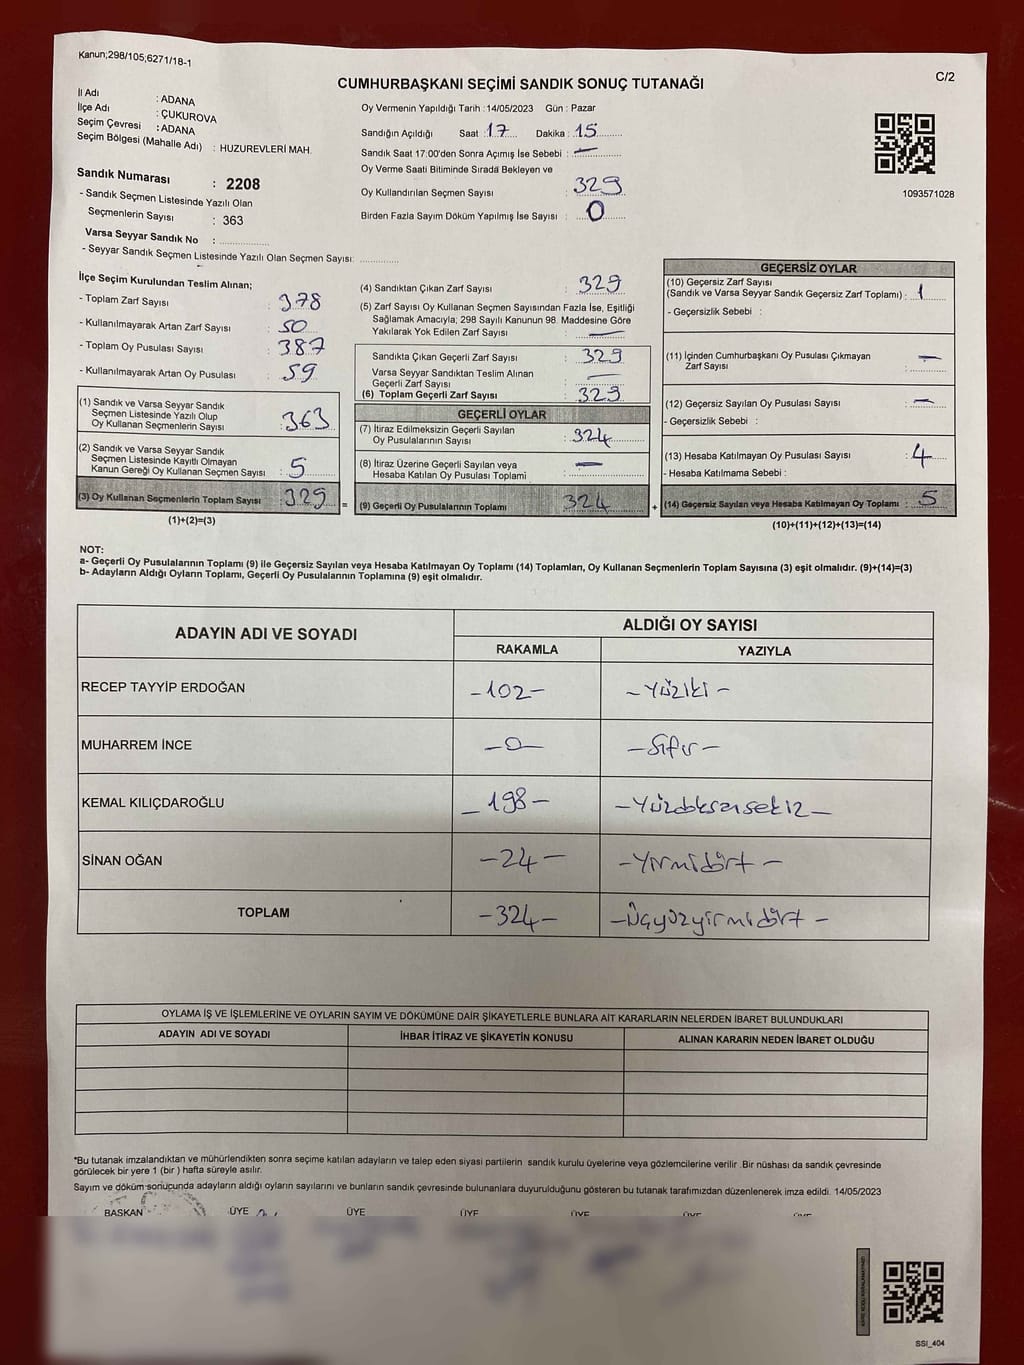 Kanun;298/105,6271/18-1
C/2
CUMHURBAŞKANI SEÇİMİ SANDIK SONUÇ TUTANAĞI
İl Adı : ADANA
İlçe Adı : ÇUKUROVA
Seçim Çevresi : ADANA
Seçim Bölgesi (Mahalle Adı) : HUZUREVLERİ MAH.
Sandık Numarası : 2208
- Sandık Seçmen Listesinde Yazılı Olan
Seçmenlerin Sayısı : 363
Varsa Seyyar Sandık No : ..................
- Seyyar Sandık Seçmen Listesinde Yazılı Olan Seçmen Sayısı: ..............
Oy Vermenin Yapıldığı Tarih : 14/05/2023 Gün : Pazar
Sandığın Açıldığı Saat 17 Dakika : 15
Sandık Saat 17:00'den Sonra Açımış İse Sebebi : —
Oy Verme Saati Bitiminde Sırada Bekleyen ve
Oy Kullandırılan Seçmen Sayısı : 329
Birden Fazla Sayım Döküm Yapılmış İse Sayısı : 0
1093571028
İlçe Seçim Kurulundan Teslim Alınan;
- Toplam Zarf Sayısı : 378
- Kullanılmayarak Artan Zarf Sayısı : 50
- Toplam Oy Pusulası Sayısı : 387
- Kullanılmayarak Artan Oy Pusulası : 59
(1) Sandık ve Varsa Seyyar Sandık
Seçmen Listesinde Yazılı Olup
Oy Kullanan Seçmenlerin Sayısı : 363
(2) Sandık ve Varsa Seyyar Sandık
Seçmen Listesinde Kayıtlı Olmayan
Kanun Gereği Oy Kullanan Seçmen Sayısı : 5
(3) Oy Kullanan Seçmenlerin Toplam Sayısı : 329 =
(1)+(2)=(3)
(4) Sandıktan Çıkan Zarf Sayısı : 329
(5) Zarf Sayısı Oy Kullanan Seçmen Sayısından Fazla İse, Eşitliği
Sağlamak Amacıyla; 298 Sayılı Kanunun 98. Maddesine Göre
Yakılarak Yok Edilen Zarf Sayısı : —
Sandıkta Çıkan Geçerli Zarf Sayısı : 329
Varsa Seyyar Sandıktan Teslim Alınan
Geçerli Zarf Sayısı : —
(6) Toplam Geçerli Zarf Sayısı : 329
GEÇERLİ OYLAR
(7) İtiraz Edilmeksizin Geçerli Sayılan
Oy Pusulalarının Sayısı : 324
(8) İtiraz Üzerine Geçerli Sayılan veya
Hesaba Katılan Oy Pusulası Toplamı : —
(9) Geçerli Oy Pusulalarının Toplamı : 324 +
GEÇERSİZ OYLAR
(10) Geçersiz Zarf Sayısı
(Sandık ve Varsa Seyyar Sandık Geçersiz Zarf Toplamı) : 1
- Geçersizlik Sebebi :
(11) İçinden Cumhurbaşkanı Oy Pusulası Çıkmayan
Zarf Sayısı : —
(12) Geçersiz Sayılan Oy Pusulası Sayısı : —
- Geçersizlik Sebebi :
(13) Hesaba Katılmayan Oy Pusulası Sayısı : 4
- Hesaba Katılmama Sebebi :
(14) Geçersiz Sayılan veya Hesaba Katılmayan Oy Toplamı : 5
(10)+(11)+(12)+(13)=(14)
NOT:
a- Geçerli Oy Pusulalarının Toplamı (9) ile Geçersiz Sayılan veya Hesaba Katılmayan Oy Toplamı (14) Toplamları, Oy Kullanan Seçmenlerin Toplam Sayısına (3) eşit olmalıdır. (9)+(14)=(3)
b- Adayların Aldığı Oyların Toplamı, Geçerli Oy Pusulalarının Toplamına (9) eşit olmalıdır.
ADAYIN ADI VE SOYADI
ALDIĞI OY SAYISI
RAKAMLA YAZIYLA
RECEP TAYYİP ERDOĞAN -102- -Yüziki-
MUHARREM İNCE -0- -Sıfır-
KEMAL KILIÇDAROĞLU -198- -Yüzdoksansekiz-
SİNAN OĞAN -24- -Yirmidört-
TOPLAM -324- -Üçyüzyirmidört-
OYLAMA İŞ VE İŞLEMLERİNE VE OYLARIN SAYIM VE DÖKÜMÜNE DAİR ŞİKAYETLERLE BUNLARA AİT KARARLARIN NELERDEN İBARET BULUNDUKLARI
ADAYIN ADI VE SOYADI İHBAR İTİRAZ VE ŞİKAYETİN KONUSU ALINAN KARARIN NEDEN İBARET OLDUĞU
*Bu tutanak imzalandıktan ve mühürlendikten sonra seçime katılan adayların ve talep eden siyasi partilerin sandık kurulu üyelerine veya gözlemcilerine verilir .Bir nüshası da sandık çevresinde
görülecek bir yere 1 (bir ) hafta süreyle asılır.
Sayım ve döküm sonucunda adayların aldığı oyların sayılarını ve bunların sandık çevresinde bulunanlara duyurulduğunu gösteren bu tutanak tarafımızdan düzenlenerek imza edildi. 14/05/2023
BAŞKAN ÜYE ÜYE ÜYE ÜYE ÜYE
SSI_404